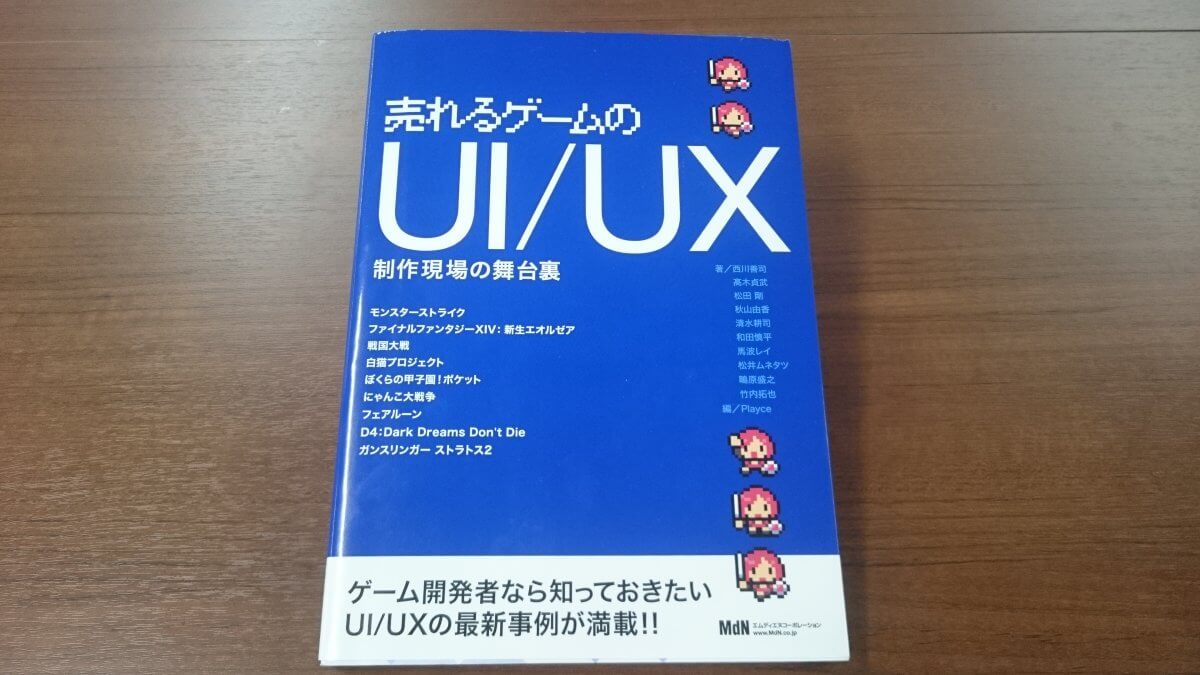 売れるゲームの
UI/UX
制作現場の舞台裏
モンスターストライク
ファイナルファンタジーXIV: 新生エオルゼア
戦国大戦
白猫プロジェクト
ぼくらの甲子園!ポケット
にゃんこ大戦争
フェアルーン
D4:Dark Dreams Don't Die
ガンスリンガー ストラトス2
著／西川善司
髙木貞武
松田 剛
秋山由香
清水耕司
和田慎平
馬波レイ
松井ムネタツ
鴫原盛之
竹内拓也
編／Playce
ゲーム開発者なら知っておきたい
UI/UXの最新事例が満載!!
MdN エムディエヌコーポレーション
www.MdN.co.jp